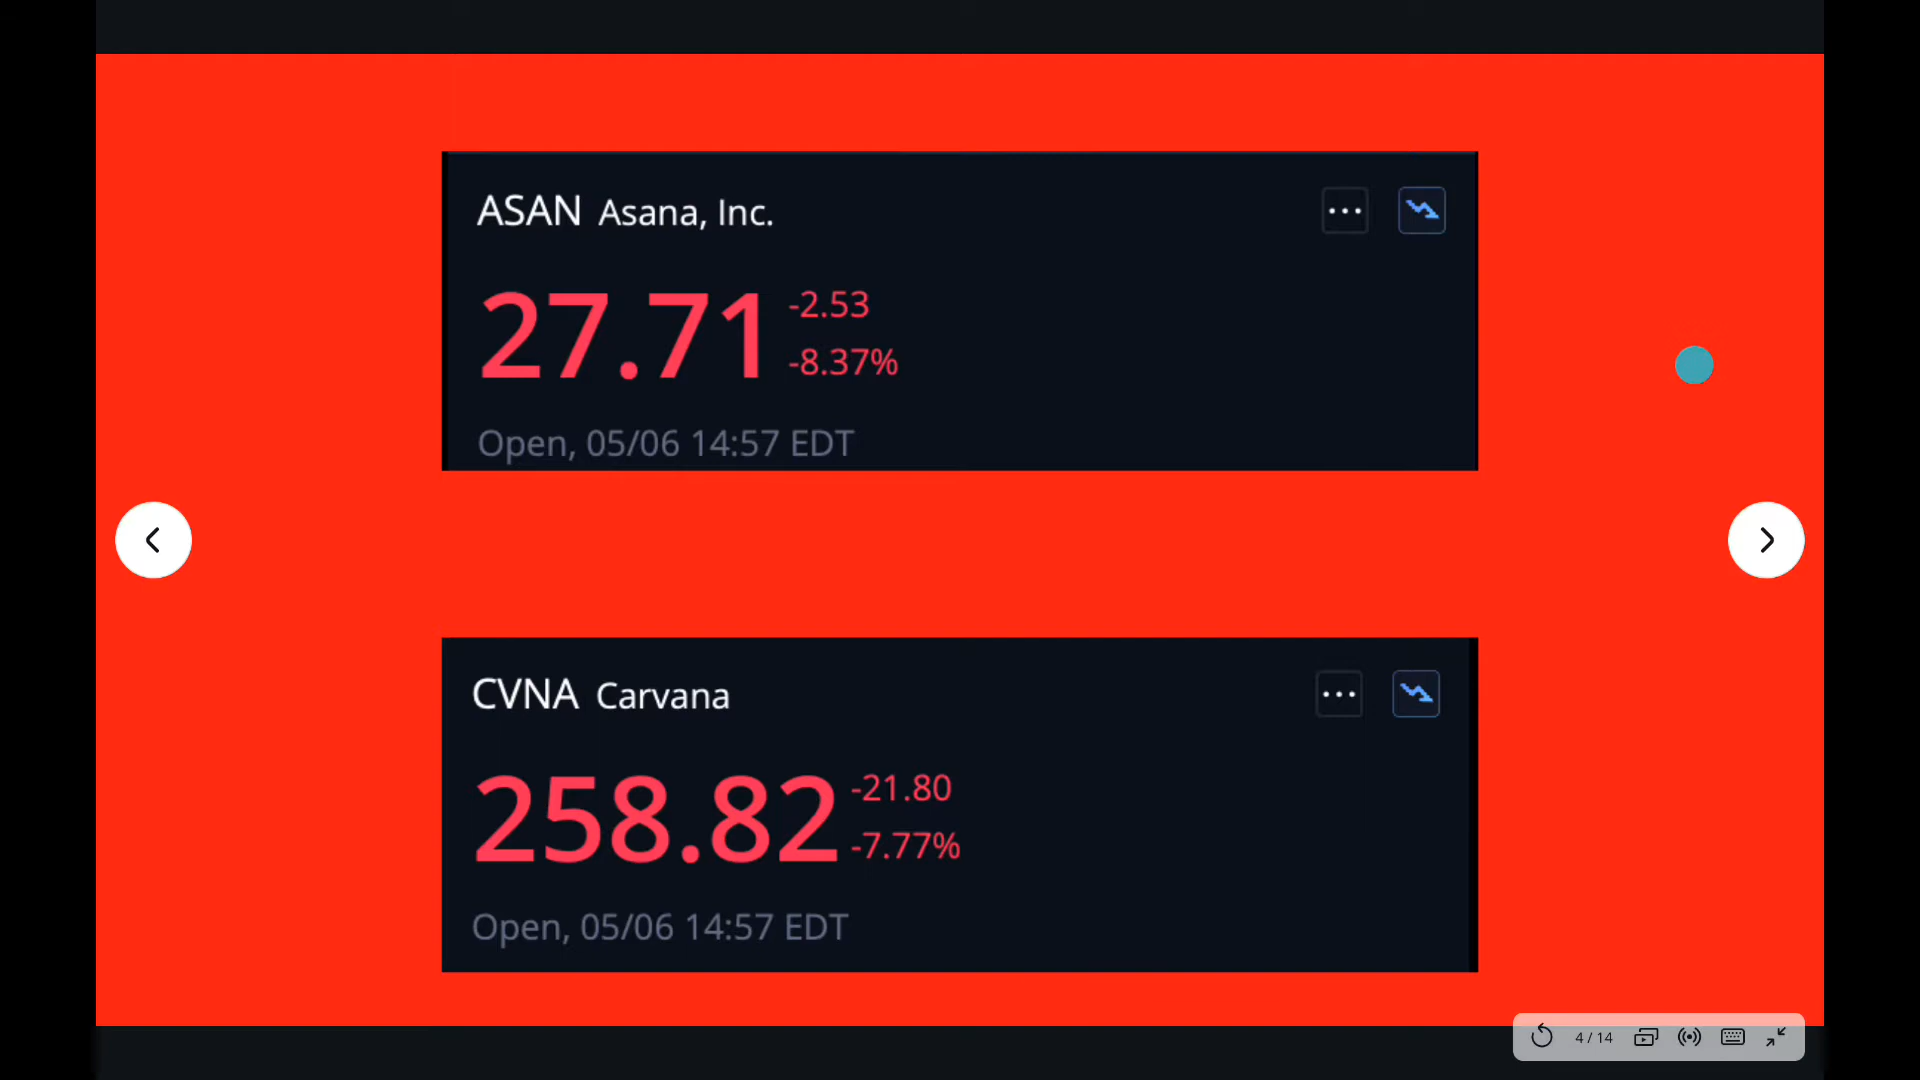 ASAN Asana, Inc.
27.71
-2.53
-8.37%
Open, 05/06 14:57 EDT
CVNA Carvana
258.82
-21.80
-7.77%
Open, 05/06 14:57 EDT
4 / 14